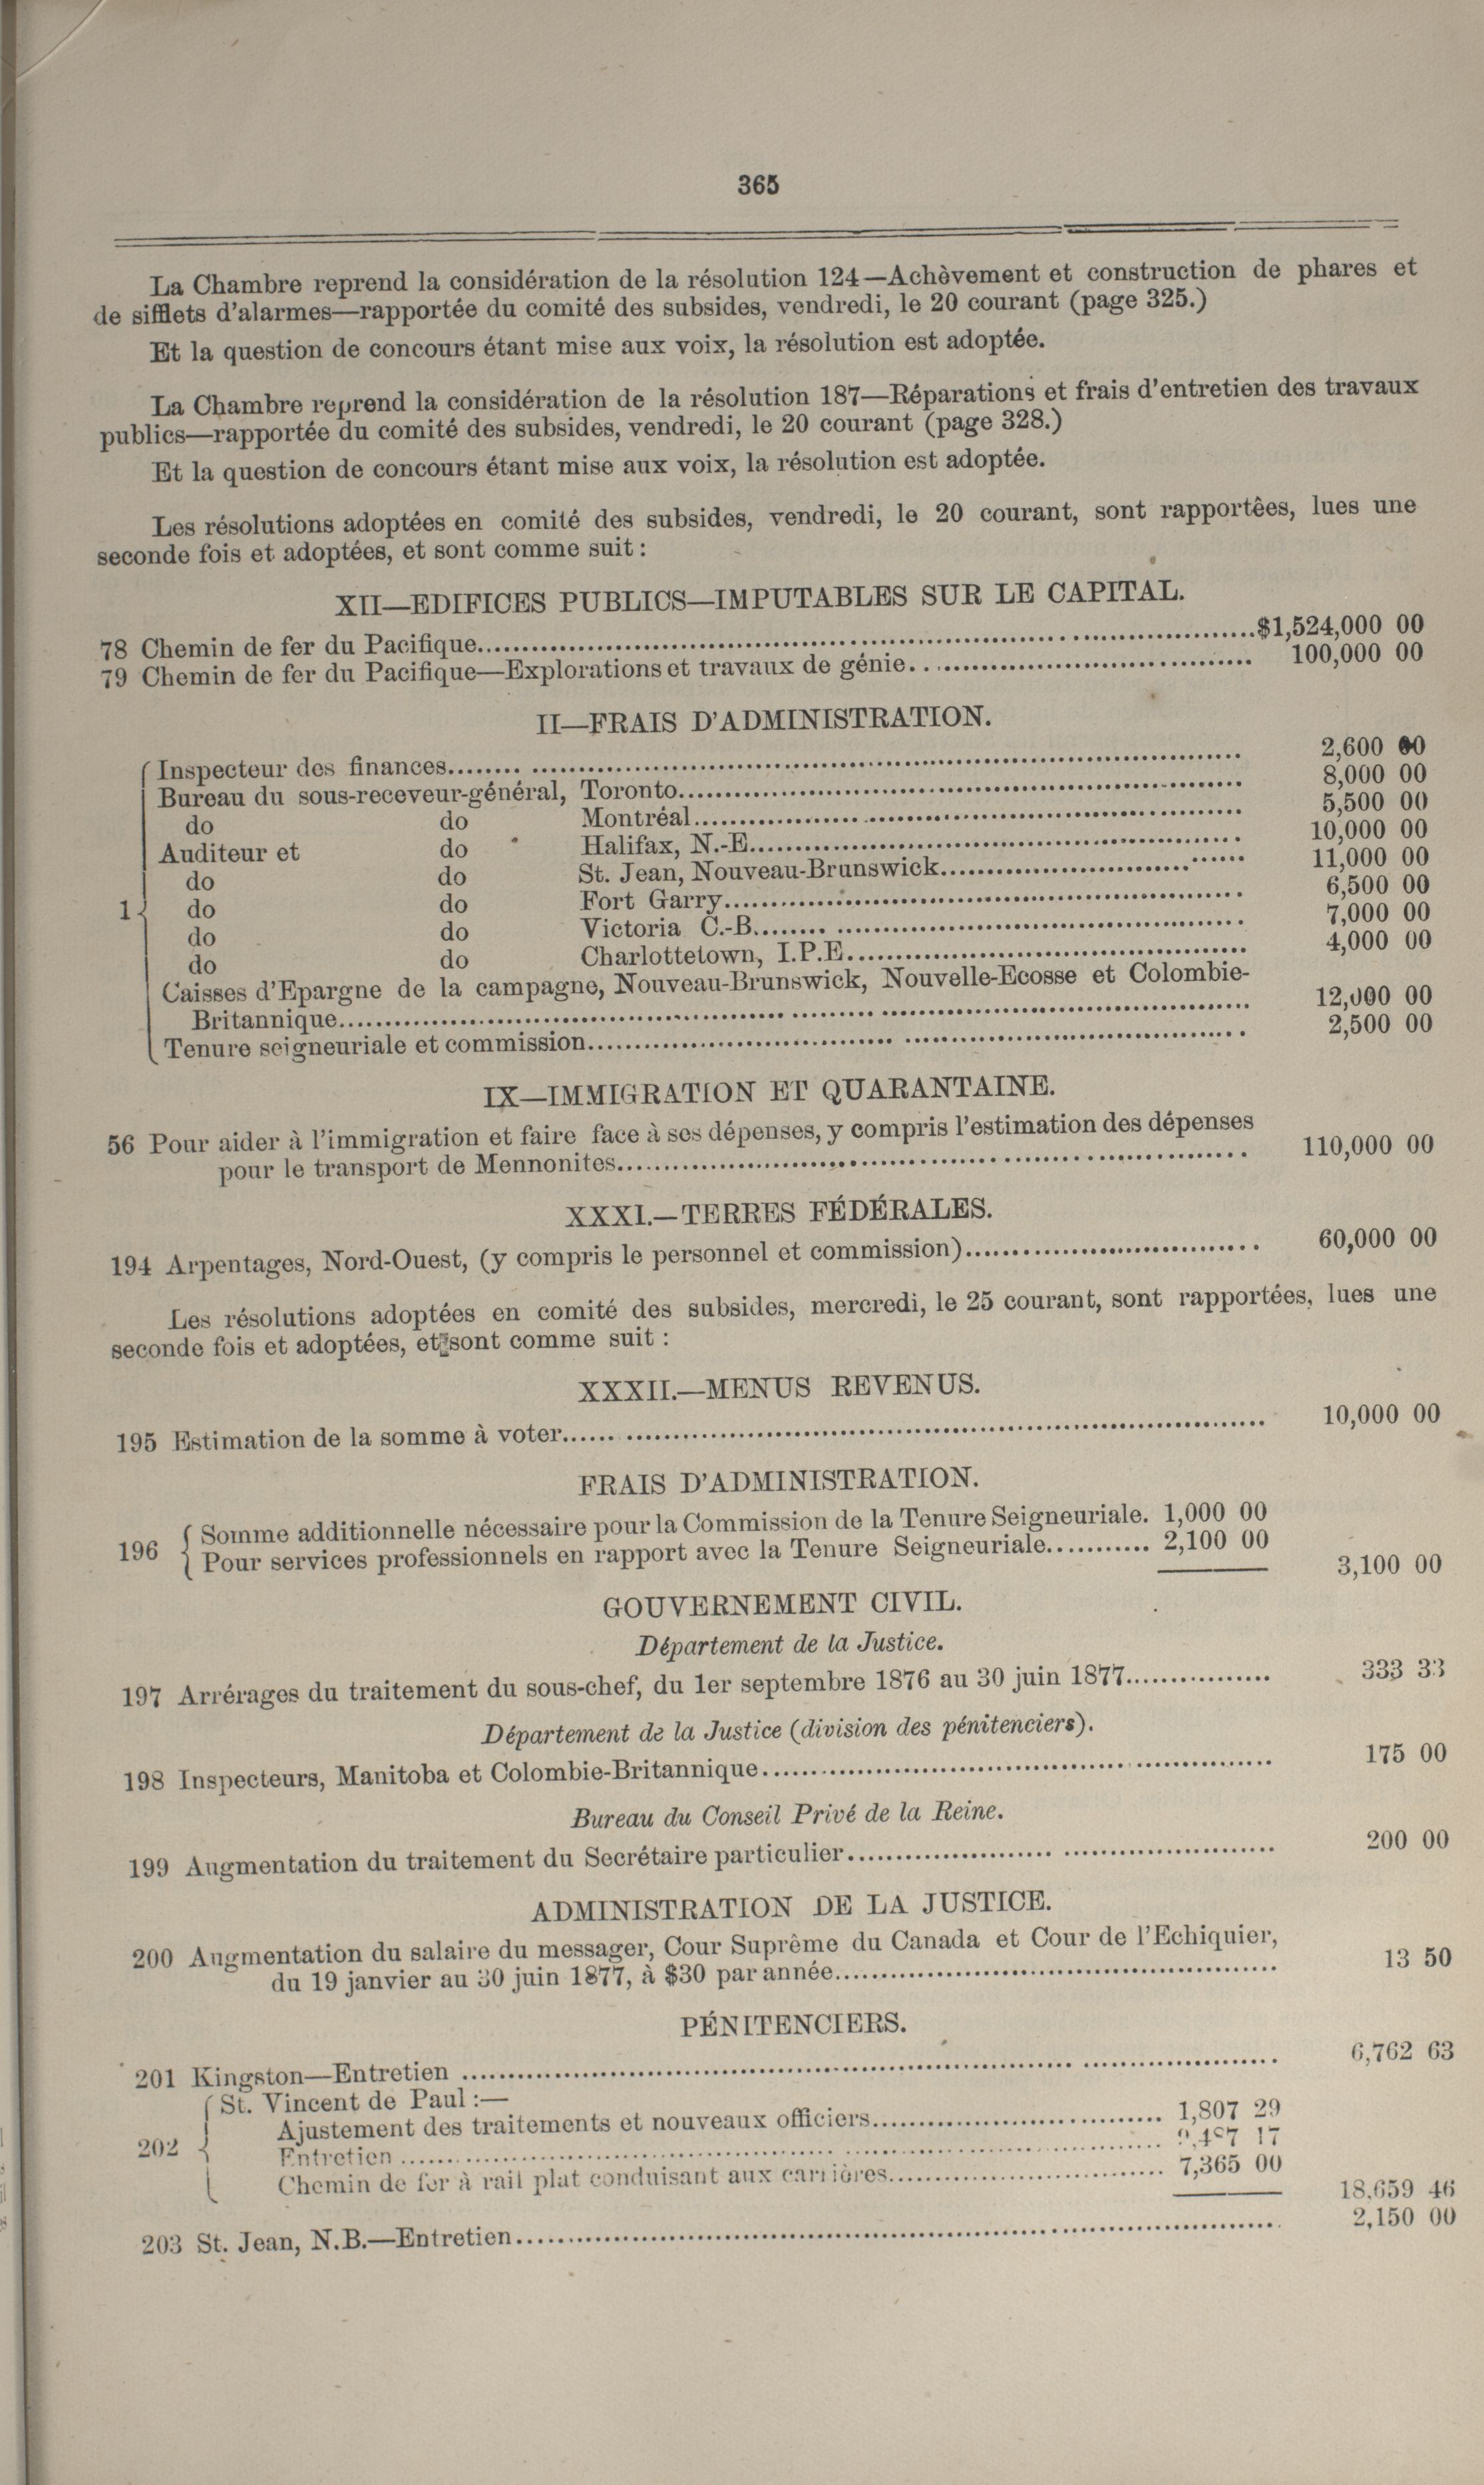 365
La Chambre reprend la considération de la résolution 124—Achèvement et construction de phares et
de sifflets d'alarmes—rapportée du comité des subsides, vendredi, le 20 courant (page 325.)
Et la question de concours étant mise aux voix, la résolution est adoptée.
La Chambre reprend la considération de la résolution 187—Réparations et frais d'entretien des travaux
publics—rapportée du comité des subsides, vendredi, le 20 courant (page 328.)
Et la question de concours étant mise aux voix, la résolution est adoptée.
Les résolutions adoptées en comité des subsides, vendredi, le 20 courant, sont rapportées, lues une
seconde fois et adoptées, et sont comme suit :
XII—EDIFICES PUBLICS—IMPUTABLES SUR LE CAPITAL.
78 Chemin de fer du Pacifique..........$1,524,000 00
79 Chemin de fer du Pacifique—Explorations et travaux de génie.......... 100,000 00
II—FRAIS D'ADMINISTRATION.
Inspecteur des finances.......... 2,600 00
Bureau du sous-receveur-général, Toronto.......... 8,000 00
do do Montréal.......... 5,500 00
Auditeur et do Halifax, N.-E.......... 10,000 00
do do St. Jean, Nouveau-Brunswick.......... 11,000 00
1 do do Fort Garry.......... 6,500 00
do do Victoria C.-B.......... 7,000 00
do do Charlottetown, I.P.E.......... 4,000 00
Caisses d'Epargne de la campagne, Nouveau-Brunswick, Nouvelle-Ecosse et Colombie-
Britannique.......... 12,000 00
Tenure seigneuriale et commission.......... 2,500 00
IX—IMMIGRATION ET QUARANTAINE.
56 Pour aider à l'immigration et faire face à ses dépenses, y compris l'estimation des dépenses
pour le transport de Mennonites.......... 110,000 00
XXXI.—TERRES FÉDÉRALES.
194 Arpentages, Nord-Ouest, (y compris le personnel et commission).......... 60,000 00
Les résolutions adoptées en comité des subsides, mercredi, le 25 courant, sont rapportées, lues une
seconde fois et adoptées, et sont comme suit :
XXXII.—MENUS REVENUS.
195 Estimation de la somme à voter.......... 10,000 00
FRAIS D'ADMINISTRATION.
Somme additionnelle nécessaire pour la Commission de la Tenure Seigneuriale. 1,000 00
196 Pour services professionnels en rapport avec la Tenure Seigneuriale.......... 2,100 00
3,100 00
GOUVERNEMENT CIVIL.
Département de la Justice.
197 Arrérages du traitement du sous-chef, du 1er septembre 1876 au 30 juin 1877.......... 333 33
Département de la Justice (division des pénitenciers).
198 Inspecteurs, Manitoba et Colombie-Britannique.......... 175 00
Bureau du Conseil Privé de la Reine.
199 Augmentation du traitement du Secrétaire particulier.......... 200 00
ADMINISTRATION DE LA JUSTICE.
200 Augmentation du salaire du messager, Cour Suprême du Canada et Cour de l'Echiquier,
du 19 janvier au 30 juin 1877, à $30 par année.......... 13 50
PÉNITENCIERS.
201 Kingston—Entretien .......... 6,762 63
St. Vincent de Paul :—
Ajustement des traitements et nouveaux officiers.......... 1,807 29
202 Entretien .......... 17
Chemin de fer à rail plat conduisant aux carrières.......... 7,365 00
18,659 46
203 St. Jean, N.B.—Entretien.......... 2,150 00